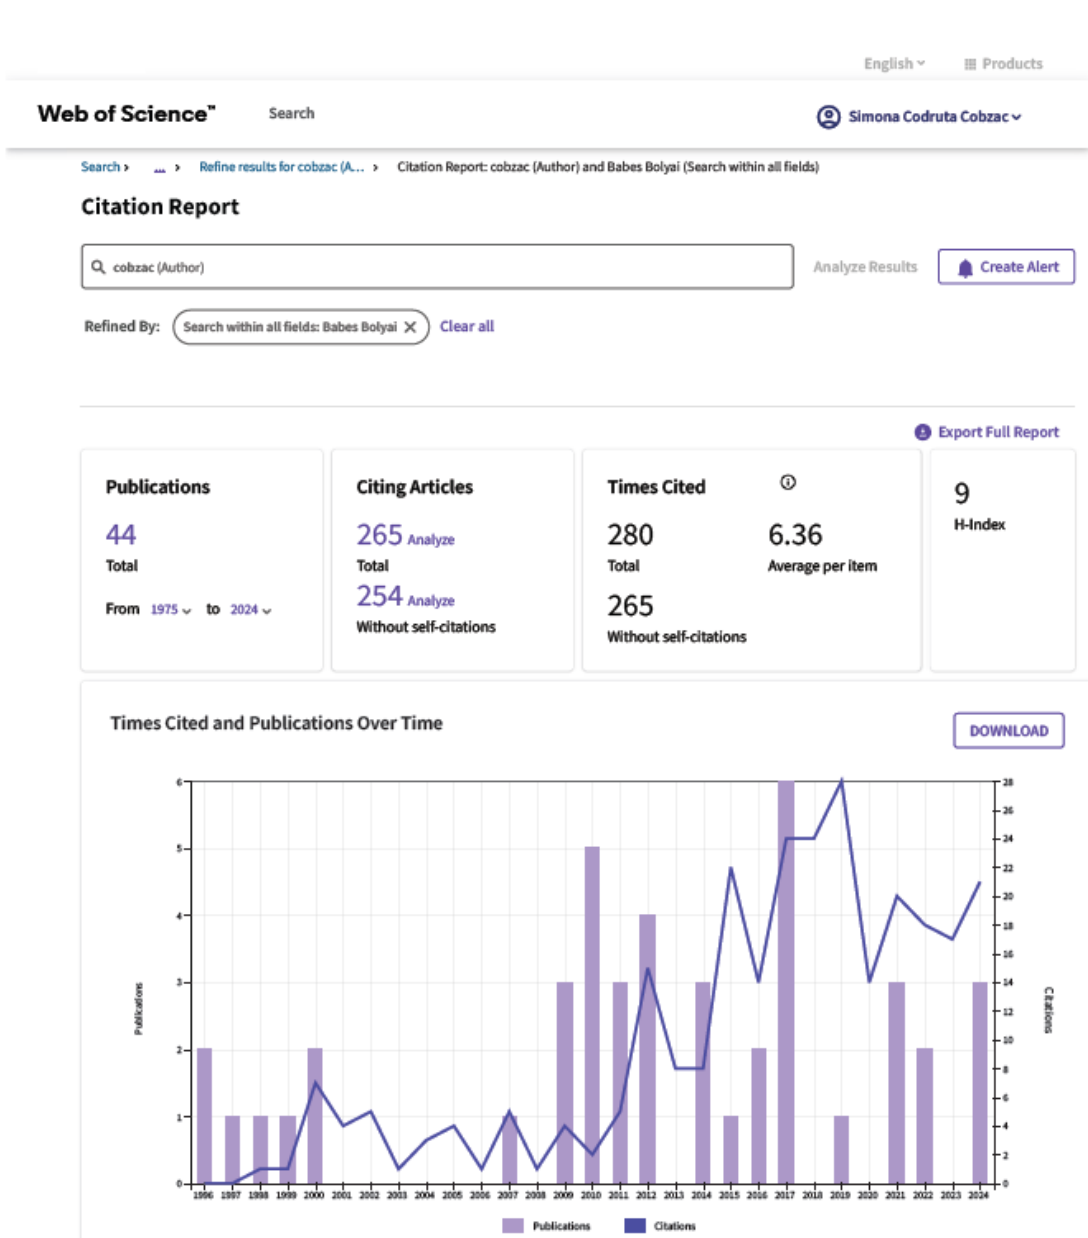 English Products
Web of Science™ Search Simona Codruta Cobzac
Search > ... > Refine results for cobzac (A... > Citation Report: cobzac (Author) and Babes Bolyai (Search within all fields)
Citation Report
cobzac (Author) Analyze Results Create Alert
Refined By: Search within all fields: Babes Bolyai × Clear all
Export Full Report
Publications
44
Total
From 1975 to 2024
Citing Articles
265 Analyze
Total
254 Analyze
Without self-citations
Times Cited
280
Total
6.36
Average per item
265
Without self-citations
9
H-Index
Times Cited and Publications Over Time
DOWNLOAD
6
5
4
3
2
1
0
Publications
28
26
24
22
20
18
16
14
12
10
8
6
4
2
0
Citations
1996 1997 1998 1999 2000 2001 2002 2003 2004 2005 2006 2007 2008 2009 2010 2011 2012 2013 2014 2015 2016 2017 2018 2019 2020 2021 2022 2023 2024
Publications Citations